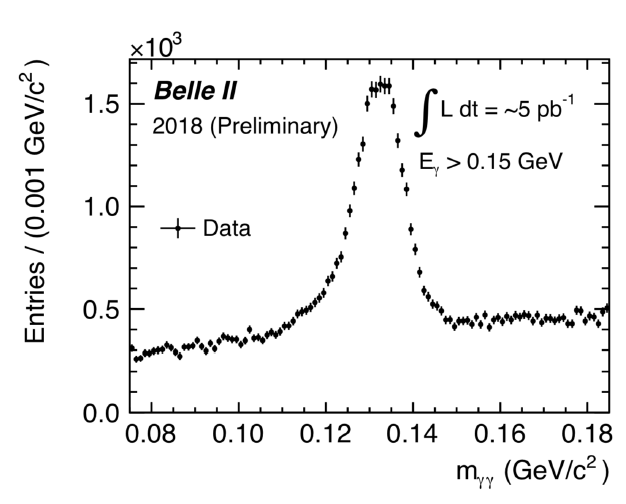 ×10³
Entries / (0.001 GeV/c²)
1.5
1.0
0.5
0.0
Belle II
2018 (Preliminary)
∫ L dt = ~5 pb⁻¹
E_γ > 0.15 GeV
Data
0.08 0.10 0.12 0.14 0.16 0.18
m_γγ (GeV/c²)